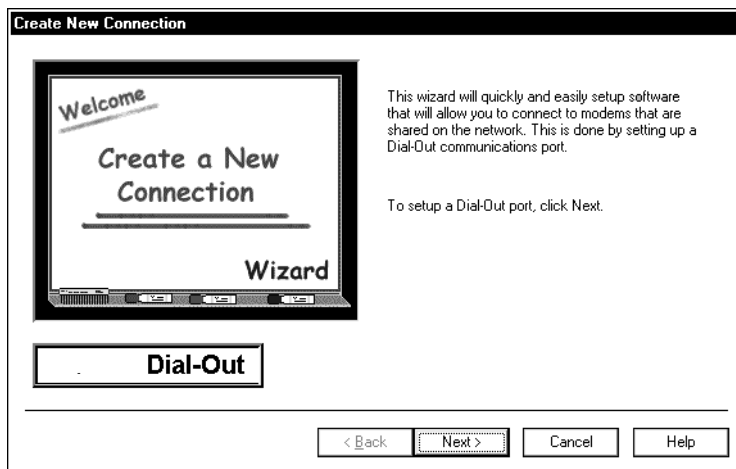 Create New Connection
Welcome
Create a New
Connection
Wizard
Dial-Out
This wizard will quickly and easily setup software
that will allow you to connect to modems that are
shared on the network. This is done by setting up a
Dial-Out communications port.
To setup a Dial-Out port, click Next.
< Back
Next >
Cancel
Help